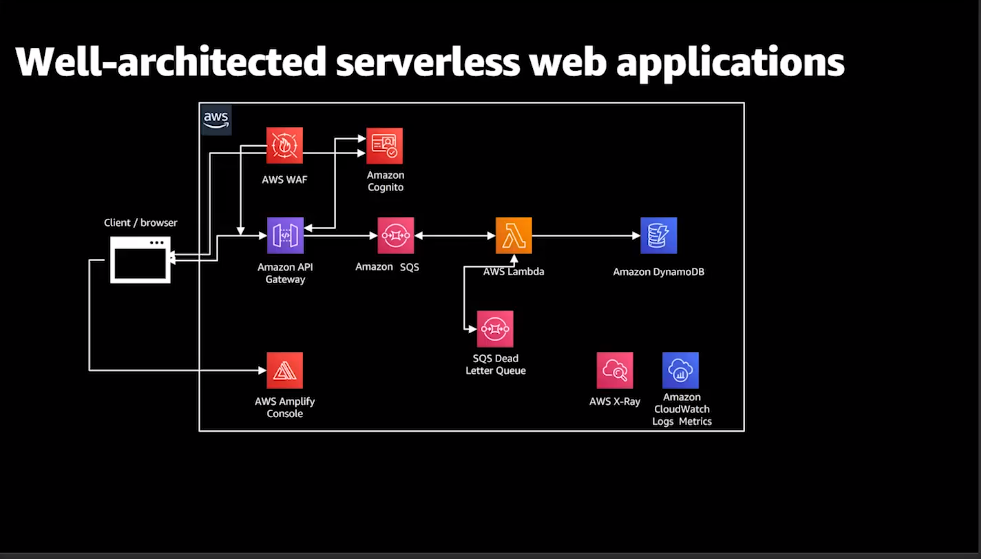 Well-architected serverless web applications
aws
AWS WAF
Amazon
Cognito
Client / browser
Amazon API
Gateway
Amazon SQS
AWS Lambda
Amazon DynamoDB
SQS Dead
Letter Queue
AWS Amplify
Console
AWS X-Ray
Amazon
CloudWatch
Logs Metrics